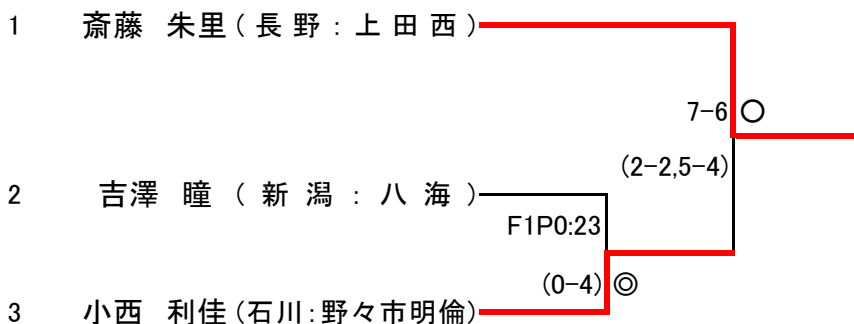 1 斎藤 朱里(長野:上田西)
7-6 ○
(2-2,5-4)
2 吉澤 瞳 (新潟:八海)
F1P0:23
(0-4) ◎
3 小西 利佳(石川:野々市明倫)